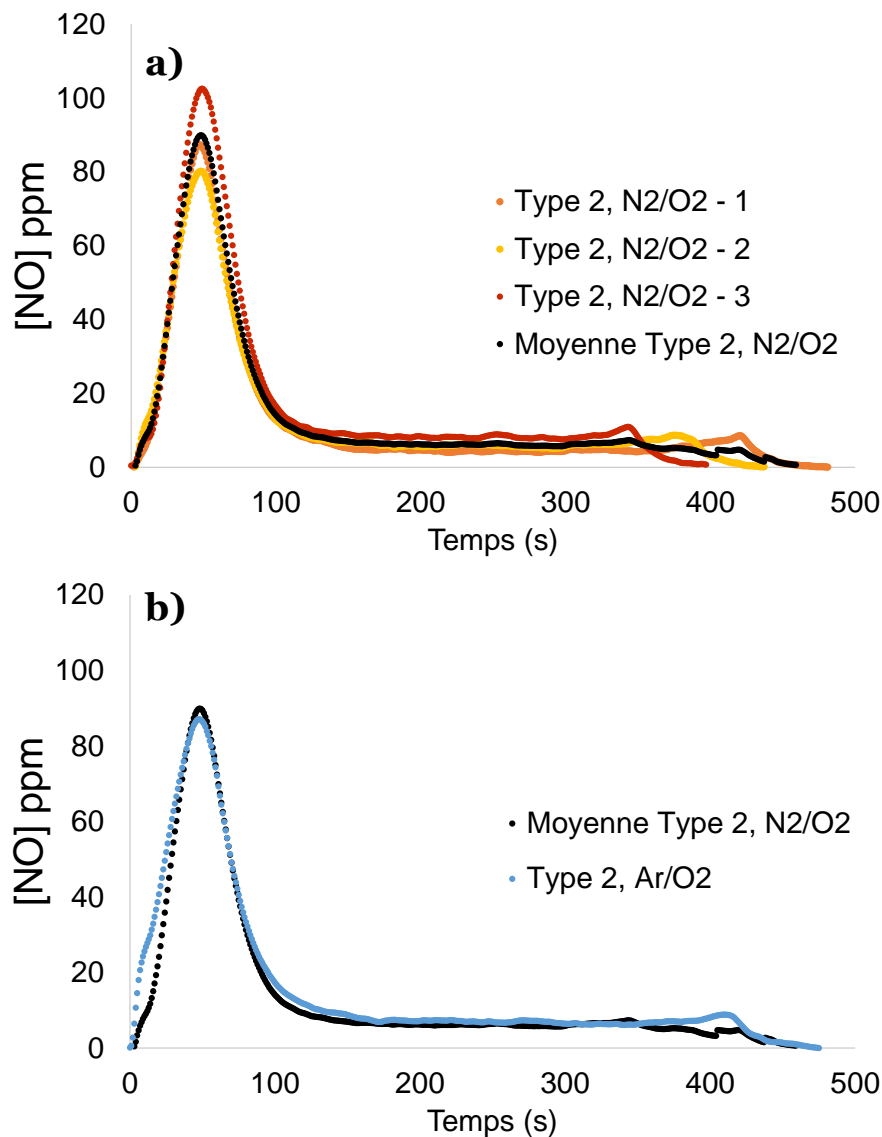 a)
[NO] ppm
120
100
80
60
40
20
0
Type 2, N2/O2 - 1
Type 2, N2/O2 - 2
Type 2, N2/O2 - 3
Moyenne Type 2, N2/O2
0 100 200 300 400 500
Temps (s)
b)
[NO] ppm
120
100
80
60
40
20
0
Moyenne Type 2, N2/O2
Type 2, Ar/O2
0 100 200 300 400 500
Temps (s)